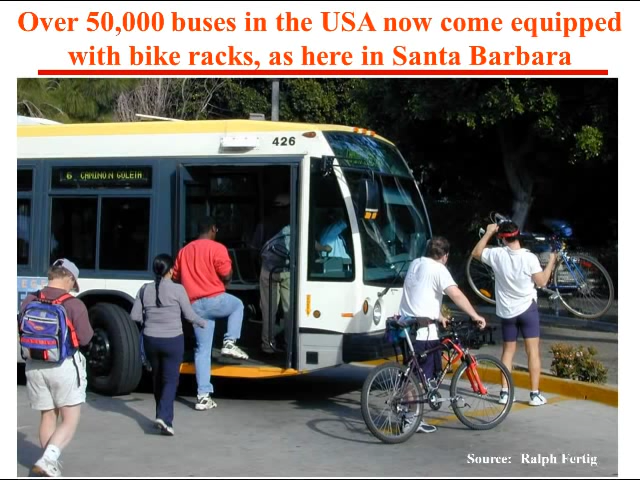 Over 50,000 buses in the USA now come equipped
with bike racks, as here in Santa Barbara
426
6 CAMINO N GOLETA
Source: Ralph Fertig